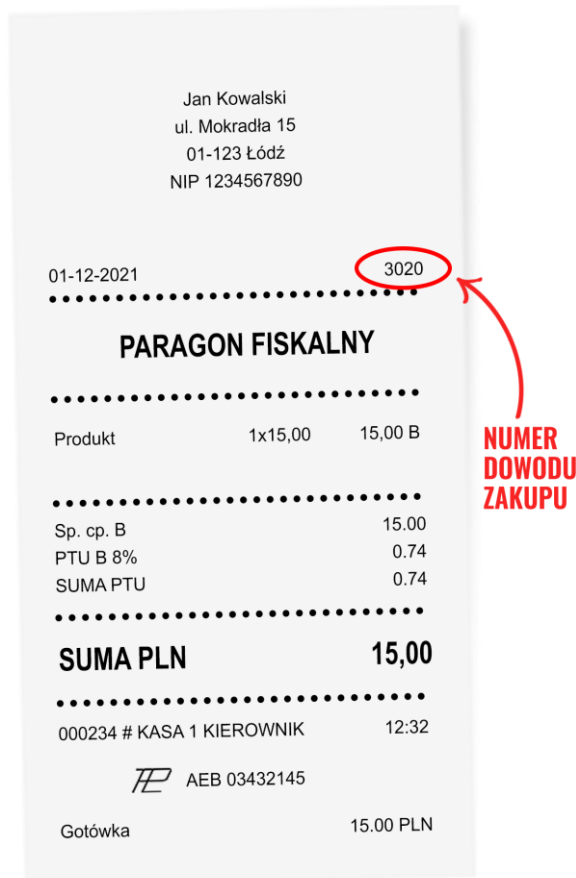 Jan Kowalski
ul. Mokradła 15
01-123 Łódź
NIP 1234567890
01-12-2021 3020
PARAGON FISKALNY
Produkt 1x15,00 15,00 B
Sp. cp. B 15.00
PTU B 8% 0.74
SUMA PTU 0.74
SUMA PLN 15,00
000234 # KASA 1 KIEROWNIK 12:32
AEB 03432145
Gotówka 15.00 PLN
NUMER
DOWODU
ZAKUPU